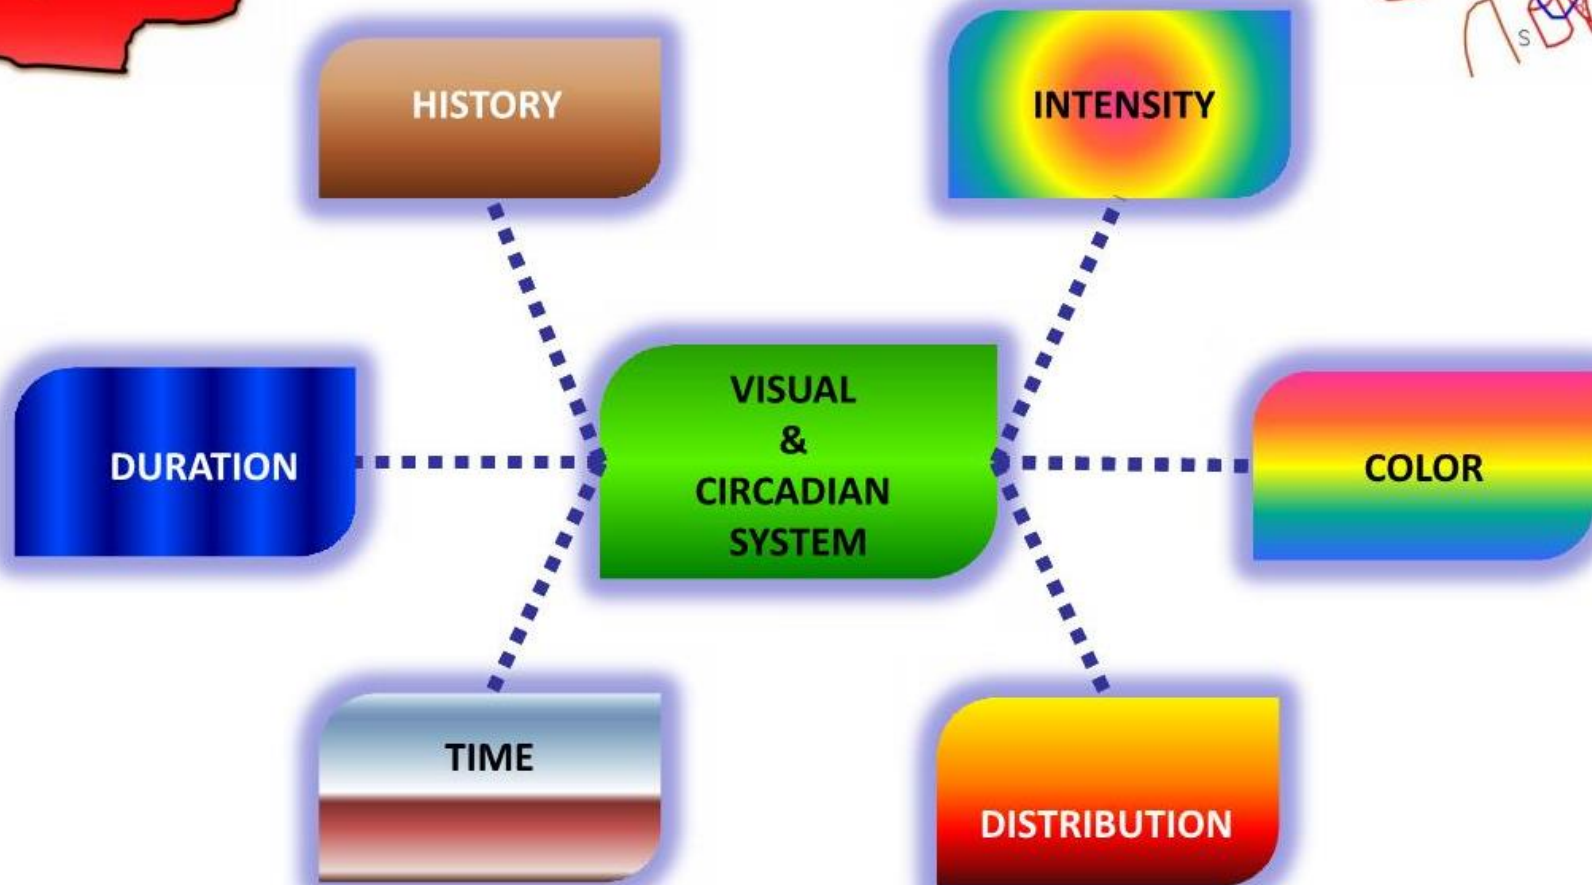 HISTORY
INTENSITY
S
VISUAL
&
CIRCADIAN
SYSTEM
DURATION
COLOR
TIME
DISTRIBUTION